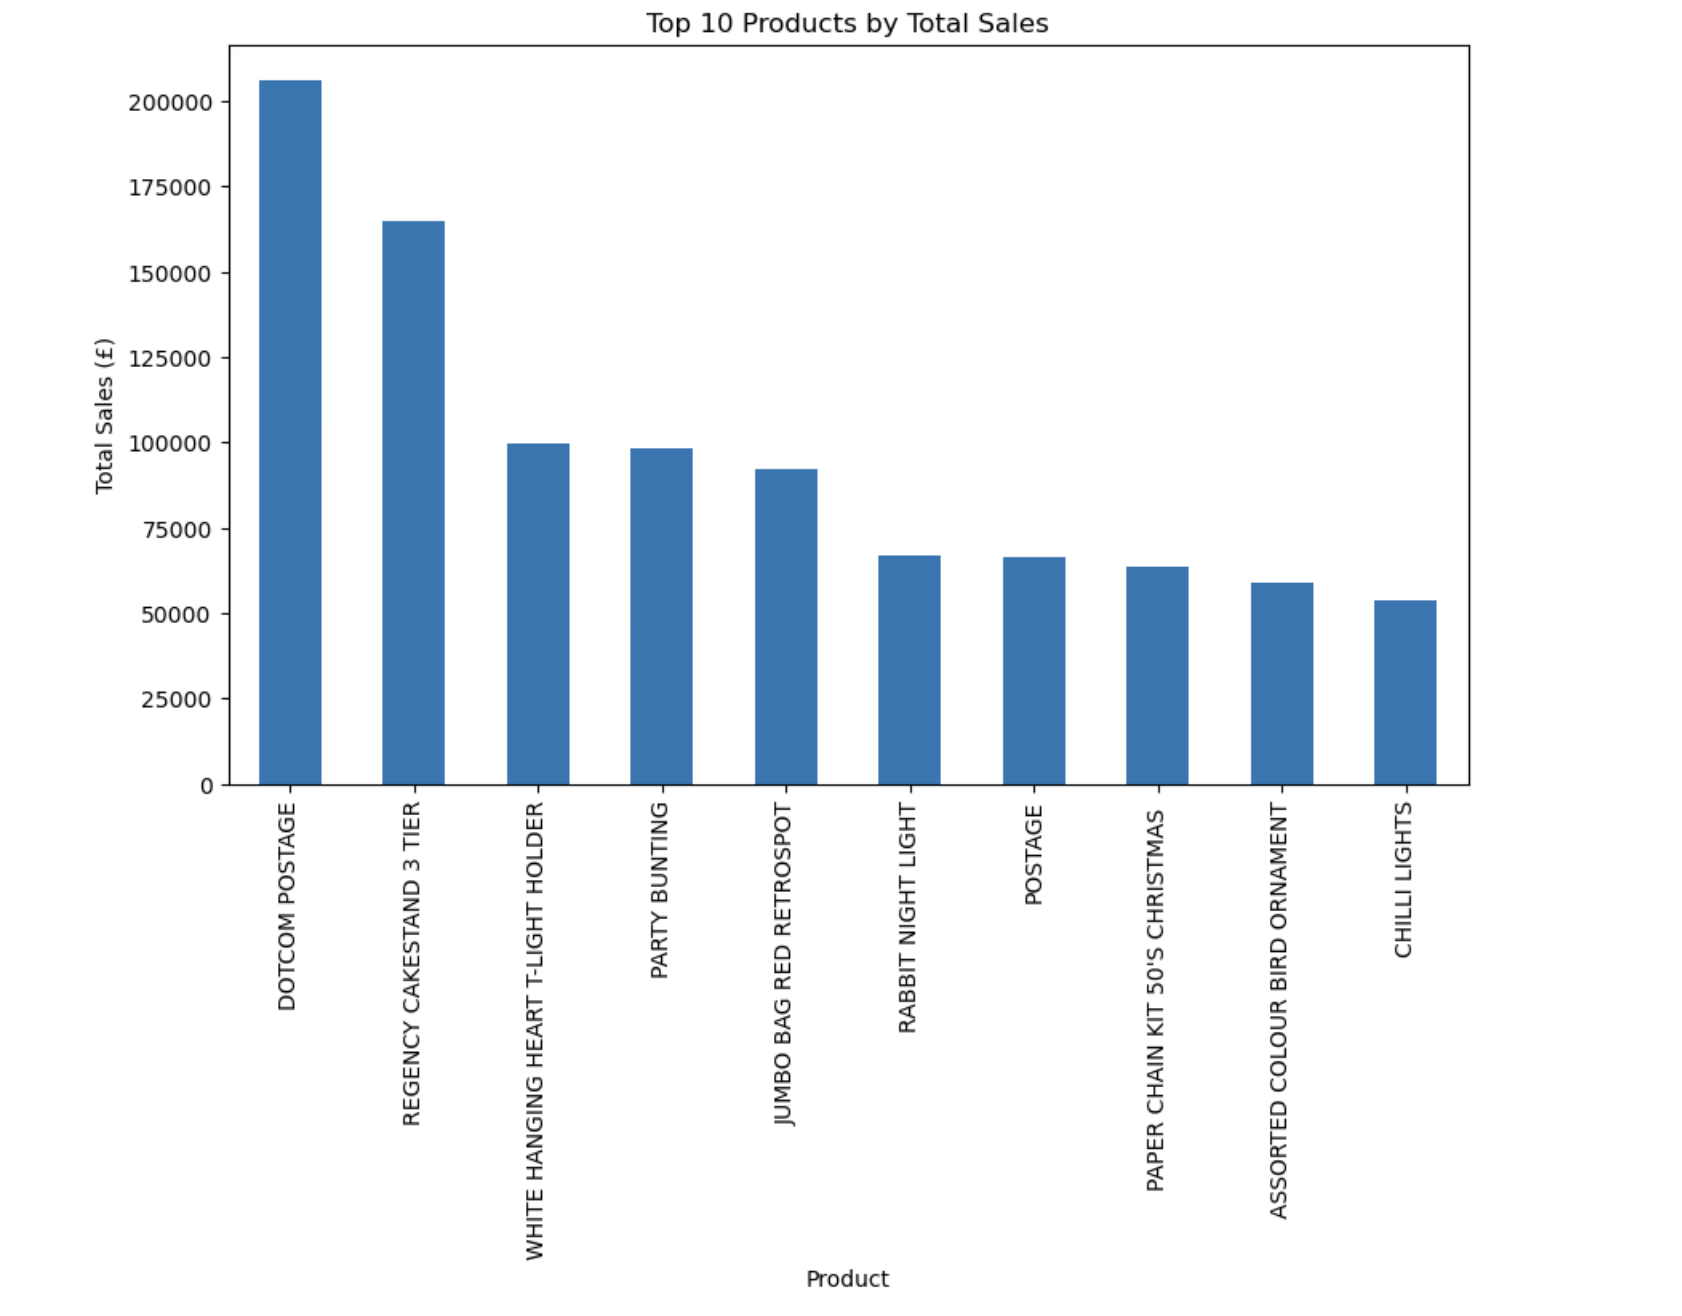 Top 10 Products by Total Sales
Total Sales (£)
200000
175000
150000
125000
100000
75000
50000
25000
0
DOTCOM POSTAGE
REGENCY CAKESTAND 3 TIER
WHITE HANGING HEART T-LIGHT HOLDER
PARTY BUNTING
JUMBO BAG RED RETROSPOT
RABBIT NIGHT LIGHT
POSTAGE
PAPER CHAIN KIT 50'S CHRISTMAS
ASSORTED COLOUR BIRD ORNAMENT
CHILLI LIGHTS
Product